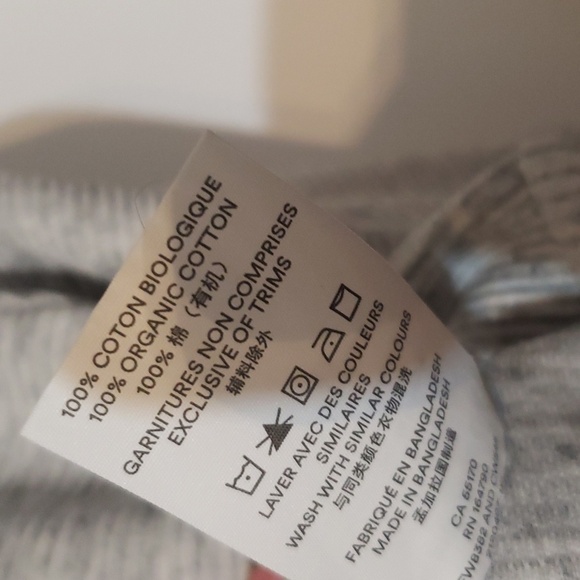 100% COTON BIOLOGIQUE
100% ORGANIC COTTON
100% 棉（有机）
GARNITURES NON COMPRISES
EXCLUSIVE OF TRIMS
辅料除外
LAVER AVEC DES COULEURS
SIMILAIRES
WASH WITH SIMILAR COLOURS
与同类颜色衣物混洗
FABRIQUÉ EN BANGLADESH
MADE IN BANGLADESH
孟加拉国制造
CA 55170
RN 164790